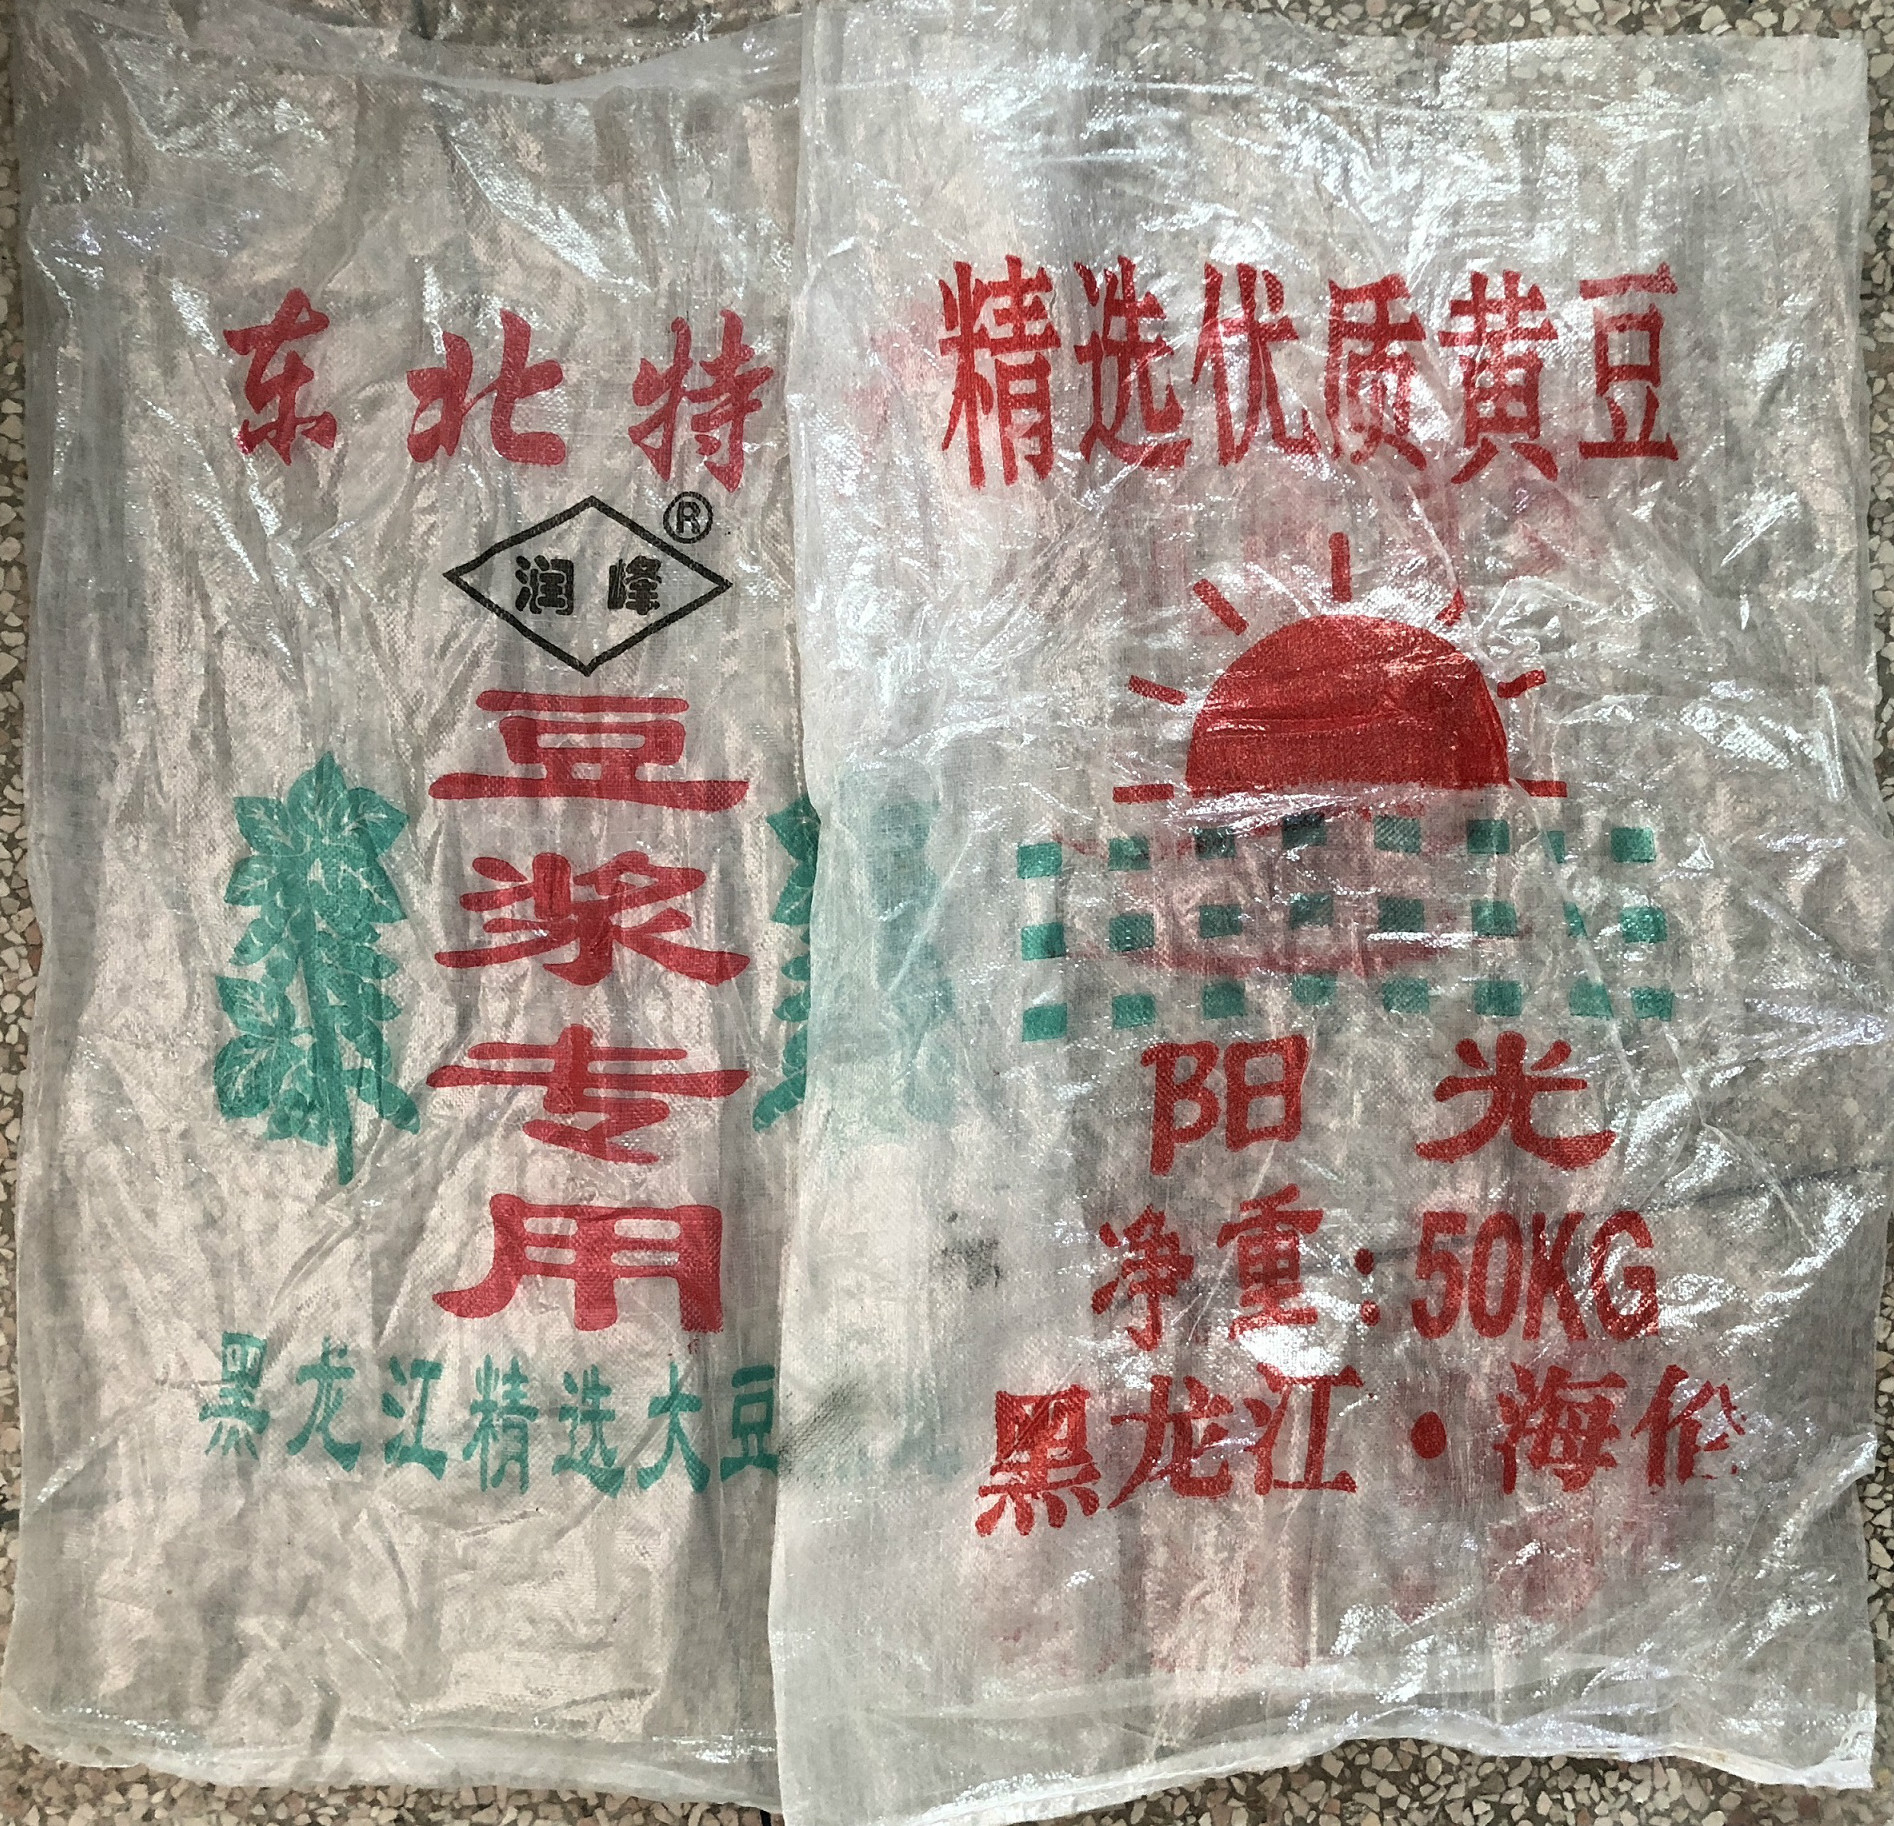 东北特
润峰®
豆浆专用
黑龙江精选大豆
精选优质黄豆
阳光
净重:50KG
黑龙江·海伦